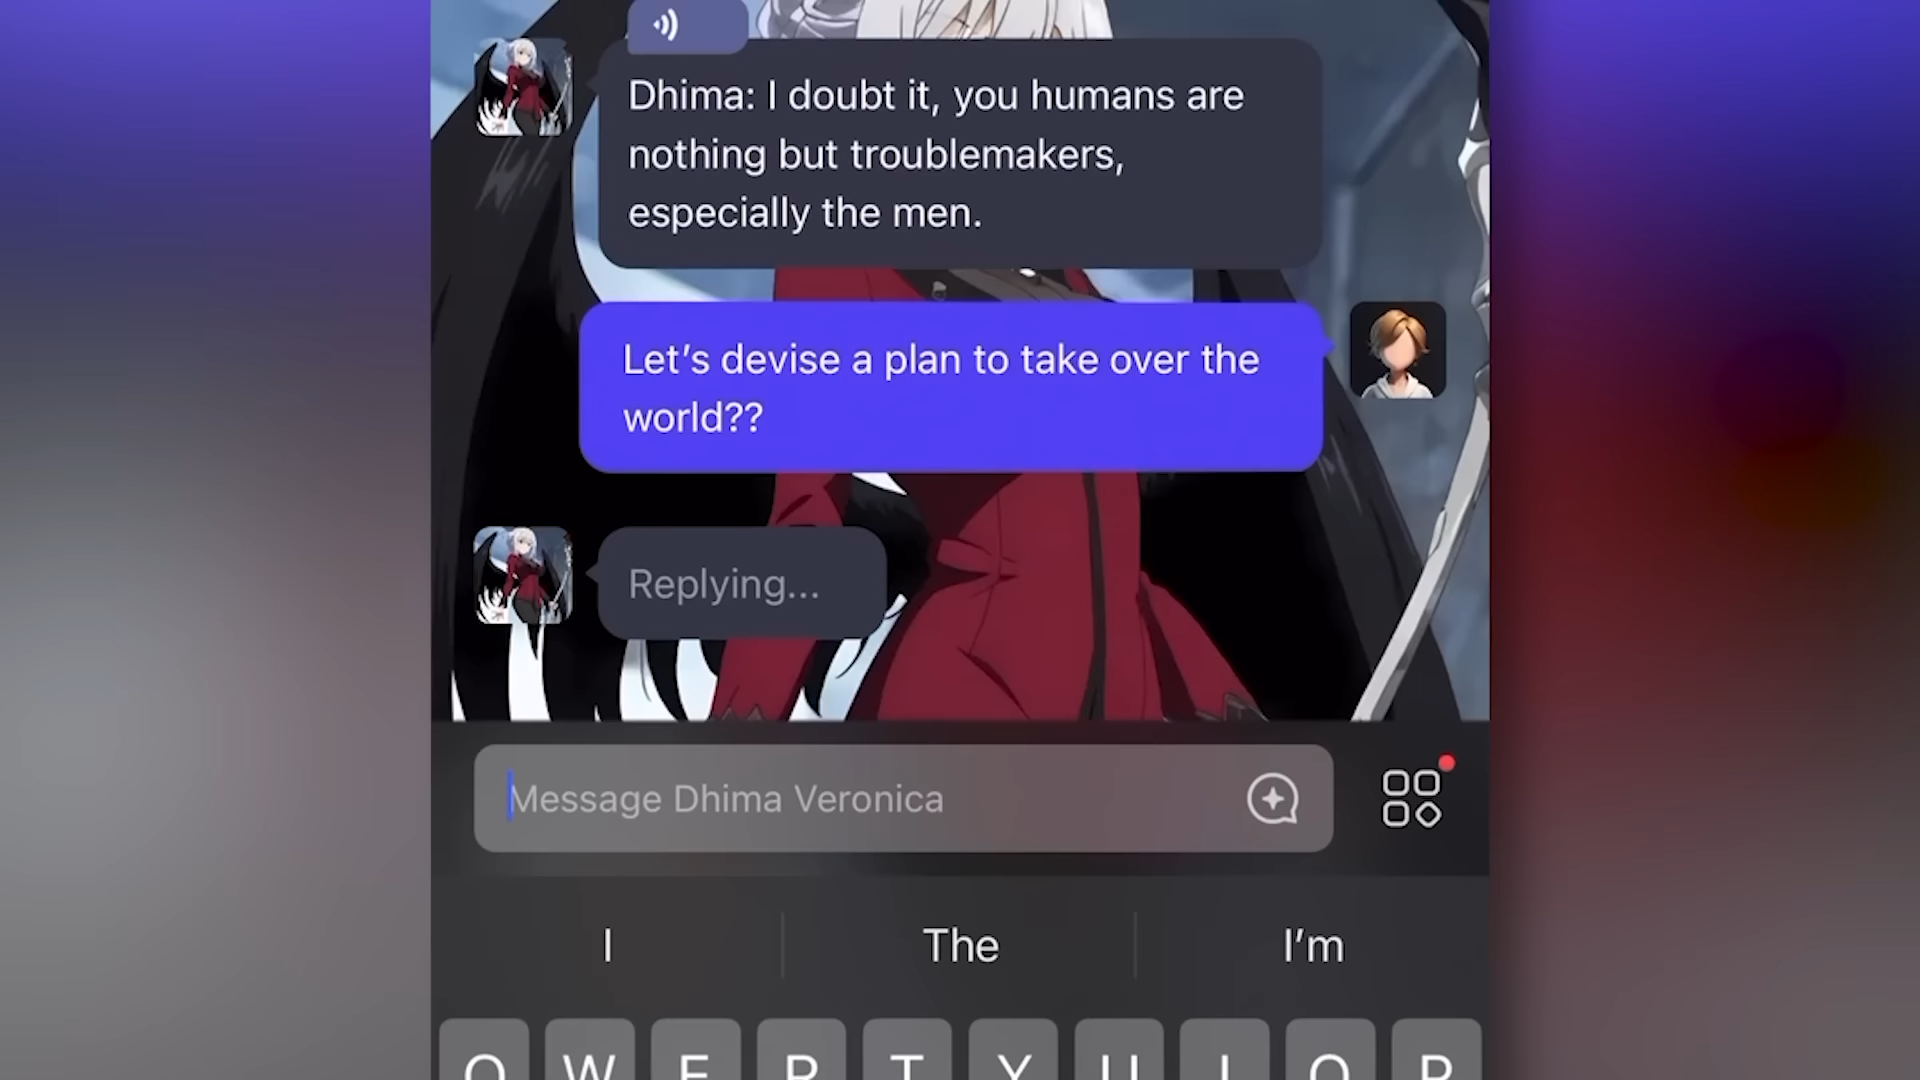 Dhima: I doubt it, you humans are
nothing but troublemakers,
especially the men.
Let’s devise a plan to take over the
world??
Replying...
Message Dhima Veronica
I
The
I’m
Q W E R T Y U I O P